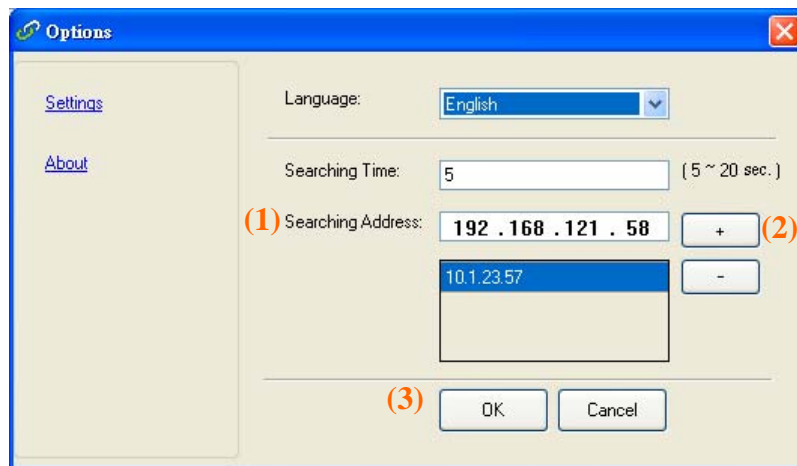 Options
Settings
About
Language: English
Searching Time: 5 ( 5 ~ 20 sec. )
(1) Searching Address: 192 . 168 . 121 . 58 + (2)
10.1.23.57 -
(3) OK Cancel